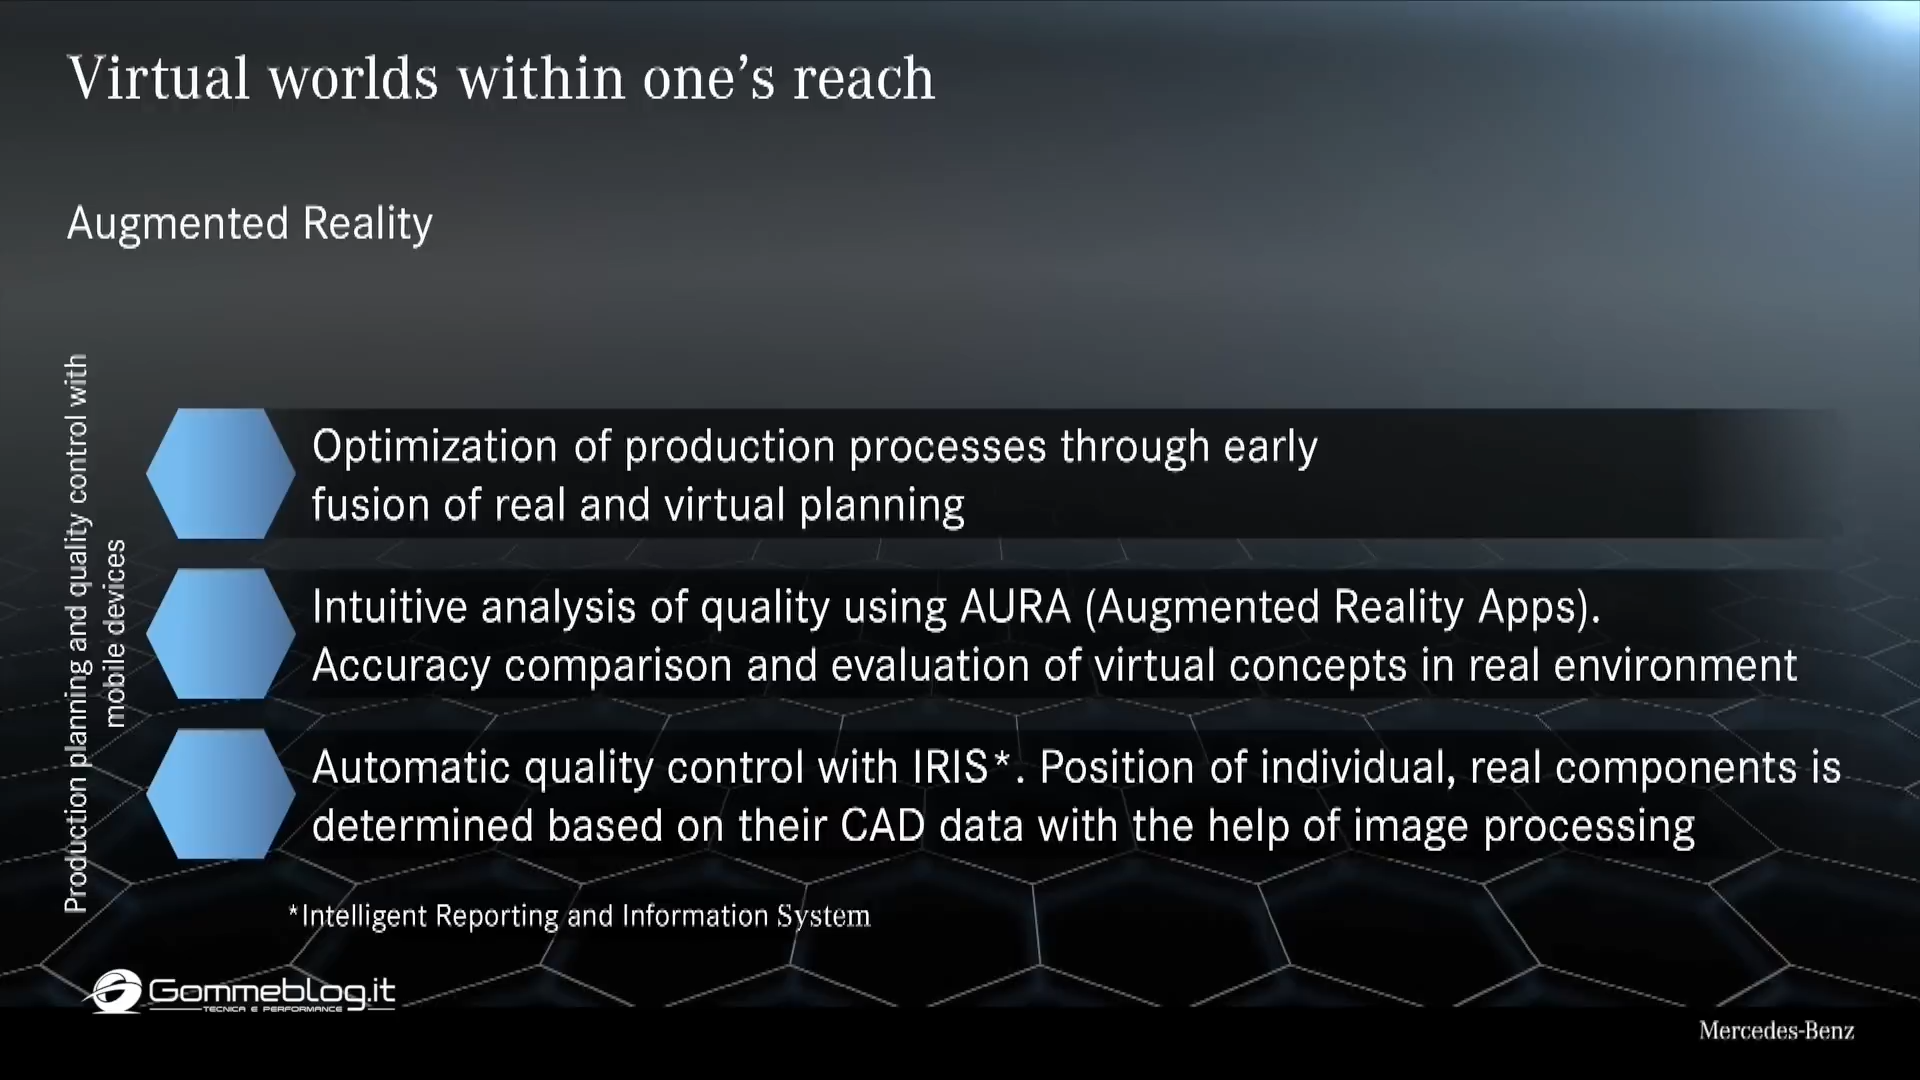 Virtual worlds within one’s reach
Augmented Reality
Production planning and quality control with
mobile devices
Optimization of production processes through early
fusion of real and virtual planning
Intuitive analysis of quality using AURA (Augmented Reality Apps).
Accuracy comparison and evaluation of virtual concepts in real environment
Automatic quality control with IRIS*. Position of individual, real components is
determined based on their CAD data with the help of image processing
*Intelligent Reporting and Information System
Gommeblog.it
TECNICA E PERFORMANCE
Mercedes-Benz